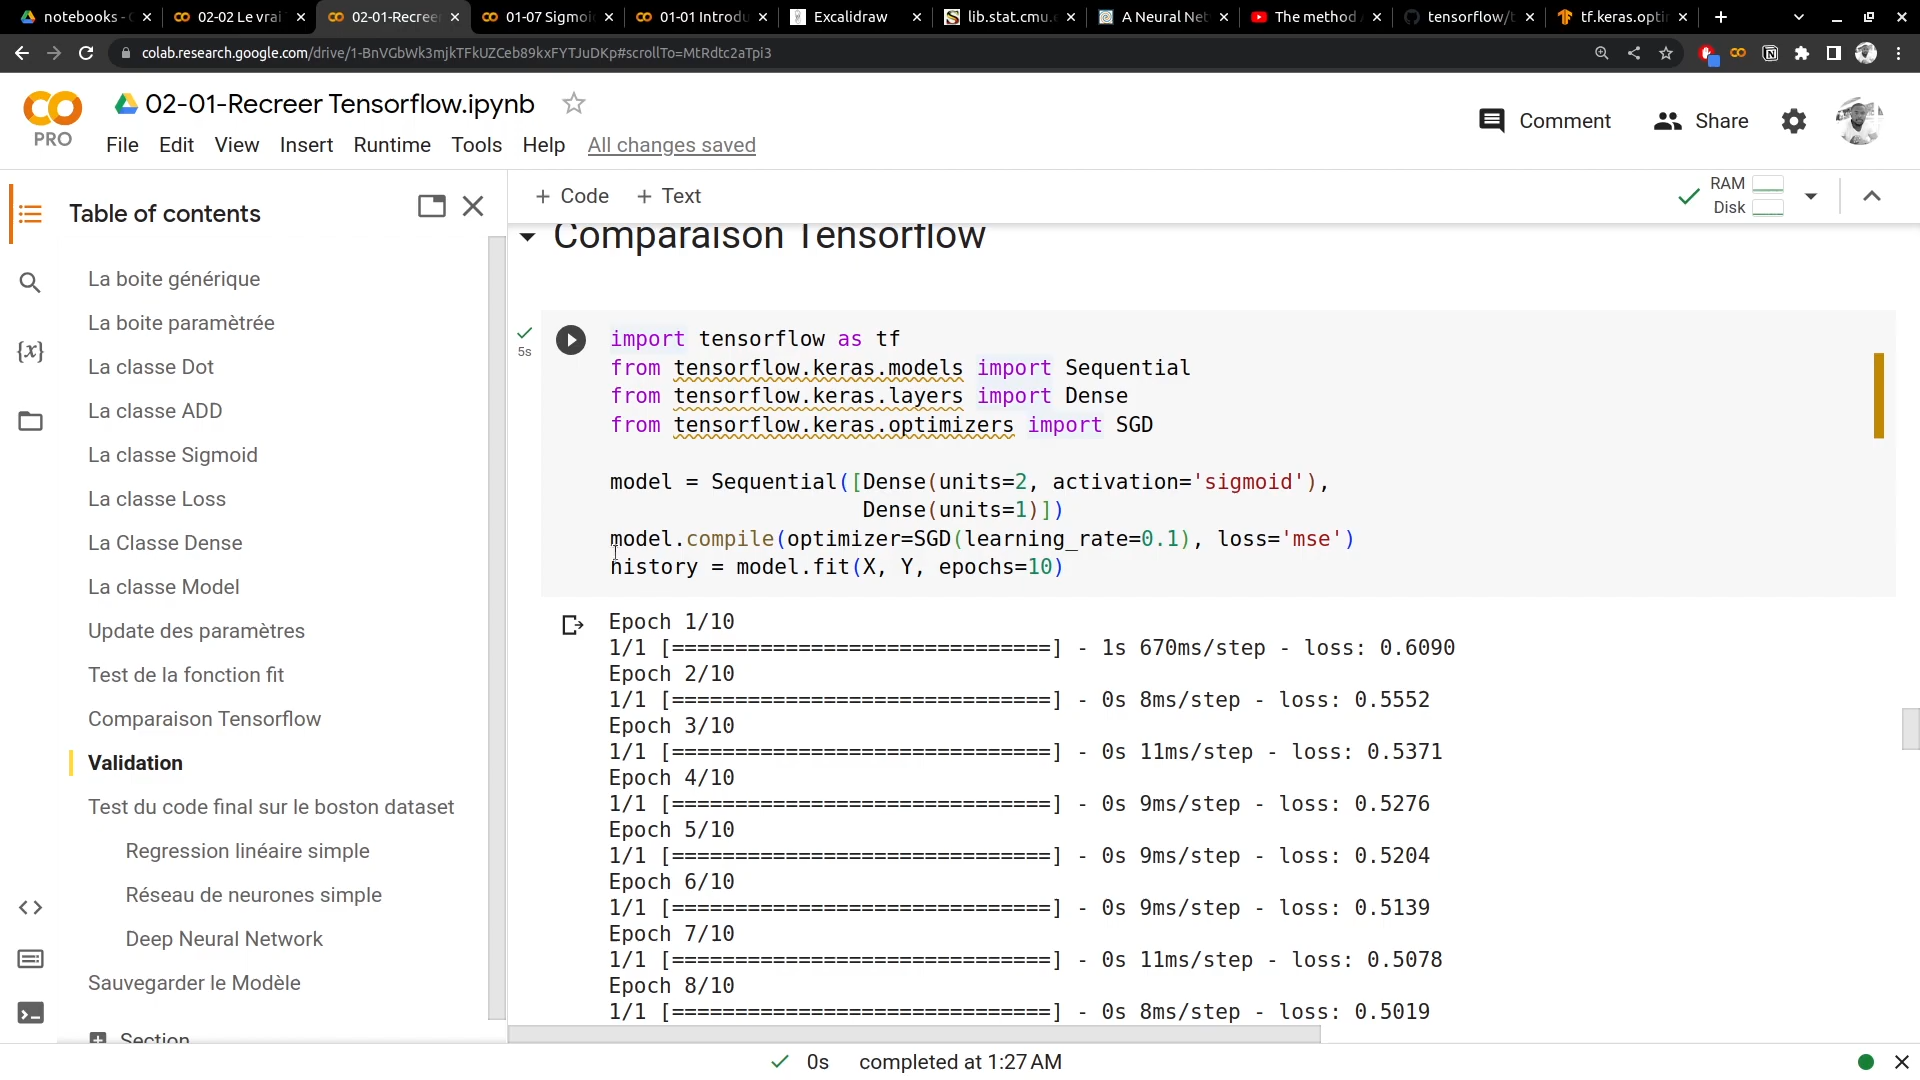 notebooks - 
02-02 Le vrai
02-01-Recree
01-07 Sigmoi
01-01 Introdu
Excalidraw
lib.stat.cmu.e
A Neural Net
The method
tensorflow/t
tf.keras.opti
colab.research.google.com/drive/1-BnVGbWk3mjkTFkUZCeb89kxFYTJuDKp#scrollTo=MtRdtc2aTpi3
PRO
02-01-Recreer Tensorflow.ipynb
File Edit View Insert Runtime Tools Help All changes saved
Comment
Share
Table of contents
La boite générique
La boite paramètrée
La classe Dot
La classe ADD
La classe Sigmoid
La classe Loss
La Classe Dense
La classe Model
Update des paramètres
Test de la fonction fit
Comparaison Tensorflow
Validation
Test du code final sur le boston dataset
Regression linéaire simple
Réseau de neurones simple
Deep Neural Network
Sauvegarder le Modèle
Section
+ Code + Text
RAM
Disk
Comparaison Tensorflow
5s
import tensorflow as tf
from tensorflow.keras.models import Sequential
from tensorflow.keras.layers import Dense
from tensorflow.keras.optimizers import SGD
model = Sequential([Dense(units=2, activation='sigmoid'),
Dense(units=1)])
model.compile(optimizer=SGD(learning_rate=0.1), loss='mse')
history = model.fit(X, Y, epochs=10)
Epoch 1/10
1/1 [==============================] - 1s 670ms/step - loss: 0.6090
Epoch 2/10
1/1 [==============================] - 0s 8ms/step - loss: 0.5552
Epoch 3/10
1/1 [==============================] - 0s 11ms/step - loss: 0.5371
Epoch 4/10
1/1 [==============================] - 0s 9ms/step - loss: 0.5276
Epoch 5/10
1/1 [==============================] - 0s 9ms/step - loss: 0.5204
Epoch 6/10
1/1 [==============================] - 0s 9ms/step - loss: 0.5139
Epoch 7/10
1/1 [==============================] - 0s 11ms/step - loss: 0.5078
Epoch 8/10
1/1 [==============================] - 0s 8ms/step - loss: 0.5019
0s completed at 1:27 AM